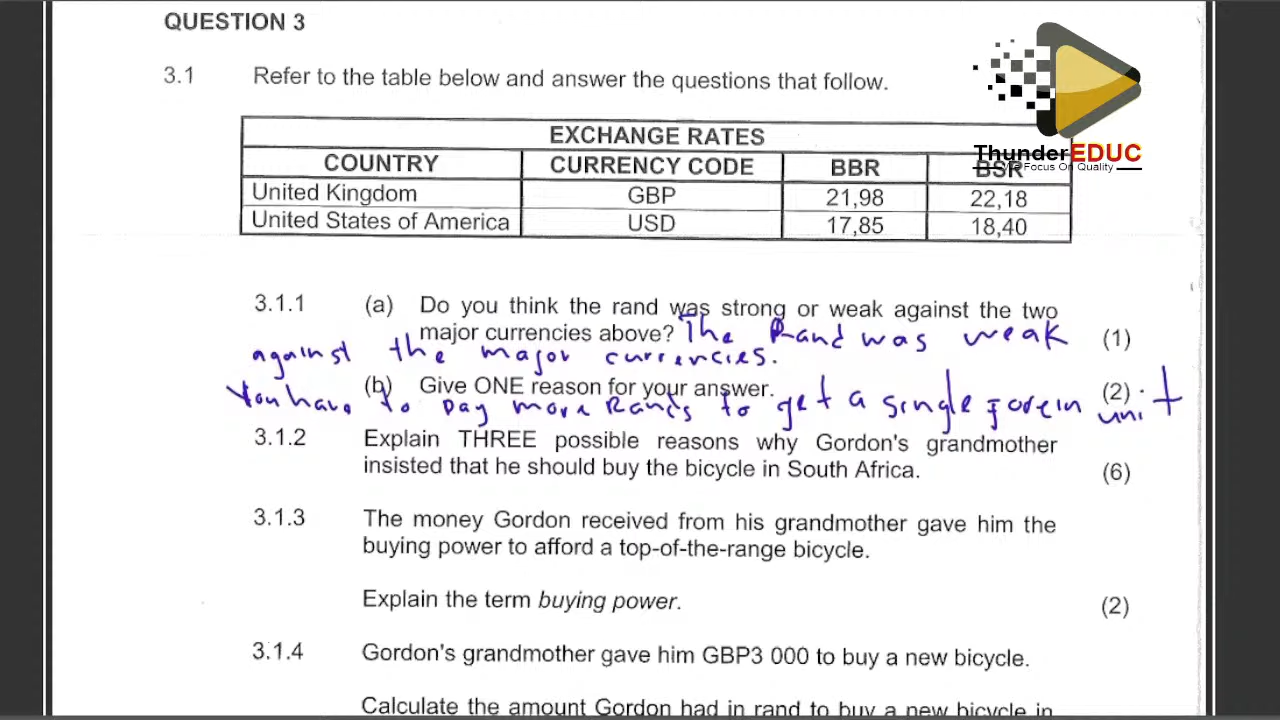 QUESTION 3
3.1 Refer to the table below and answer the questions that follow.
EXCHANGE RATES
COUNTRY CURRENCY CODE BBR BSR
United Kingdom GBP 21,98 22,18
United States of America USD 17,85 18,40
ThunderEDUC
Focus On Quality
3.1.1 (a) Do you think the rand was strong or weak against the two
major currencies above? The Rand was weak (1)
against the major currencies.
(b) Give ONE reason for your answer. (2)
You have to pay more Rands to get a single forein unit
3.1.2 Explain THREE possible reasons why Gordon's grandmother
insisted that he should buy the bicycle in South Africa. (6)
3.1.3 The money Gordon received from his grandmother gave him the
buying power to afford a top-of-the-range bicycle.
Explain the term buying power. (2)
3.1.4 Gordon's grandmother gave him GBP3 000 to buy a new bicycle.
Calculate the amount Gordon had in rand to buy a new bicycle in